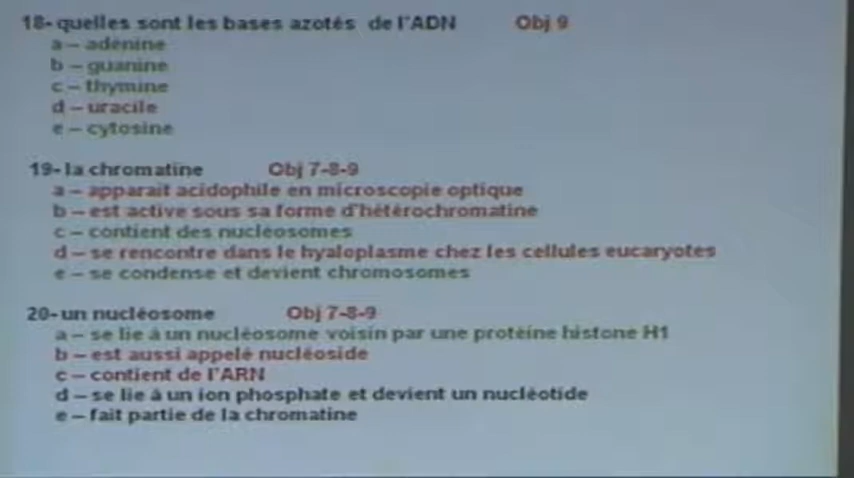 18- quelles sont les bases azotés de l'ADN Obj 9
a – adénine
b – guanine
c – thymine
d – uracile
e – cytosine
19- la chromatine Obj 7-8-9
a – apparait acidophile en microscopie optique
b – est active sous sa forme d'hétérochromatine
c – contient des nucléosomes
d – se rencontre dans le hyaloplasme chez les cellules eucaryotes
e – se condense et devient chromosomes
20- un nucléosome Obj 7-8-9
a – se lie à un nucléosome voisin par une protéine histone H1
b – est aussi appelé nucléoside
c – contient de l'ARN
d – se lie à un ion phosphate et devient un nucléotide
e – fait partie de la chromatine